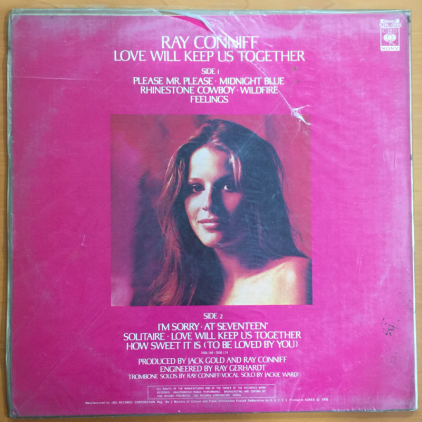 RAY CONNIFF
LOVE WILL KEEP US TOGETHER
SIDE 1
PLEASE MR. PLEASE · MIDNIGHT BLUE
RHINESTONE COWBOY · WILDFIRE
FEELINGS
SIDE 2
I'M SORRY · AT SEVENTEEN
SOLITAIRE · LOVE WILL KEEP US TOGETHER
HOW SWEET IT IS (TO BE LOVED BY YOU)
PRODUCED BY JACK GOLD AND RAY CONNIFF
ENGINEERED BY RAY GERHARDT
TROMBONE SOLOS BY RAY CONNIFF·VOCAL SOLO BY JACKIE WARD